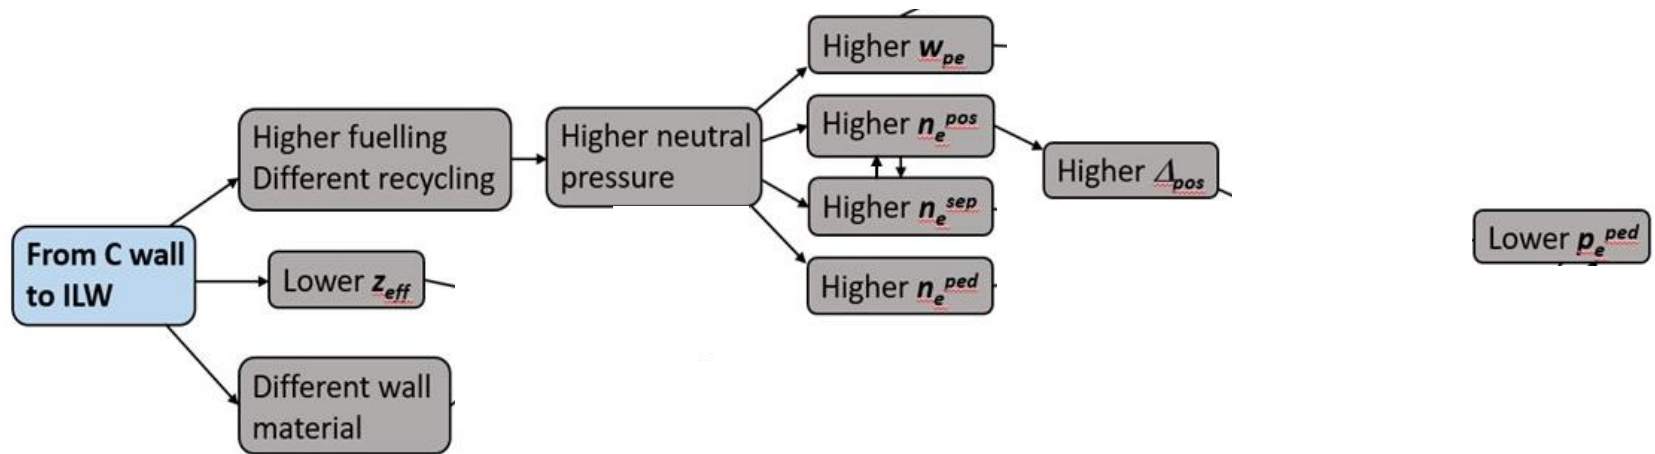 From C wall
to ILW
Higher fuelling
Different recycling
Lower z_eff
Different wall
material
Higher neutral
pressure
Higher w_pe
Higher n_e^pos
Higher n_e^sep
Higher n_e^ped
Higher Δ_pos
Lower p_e^ped